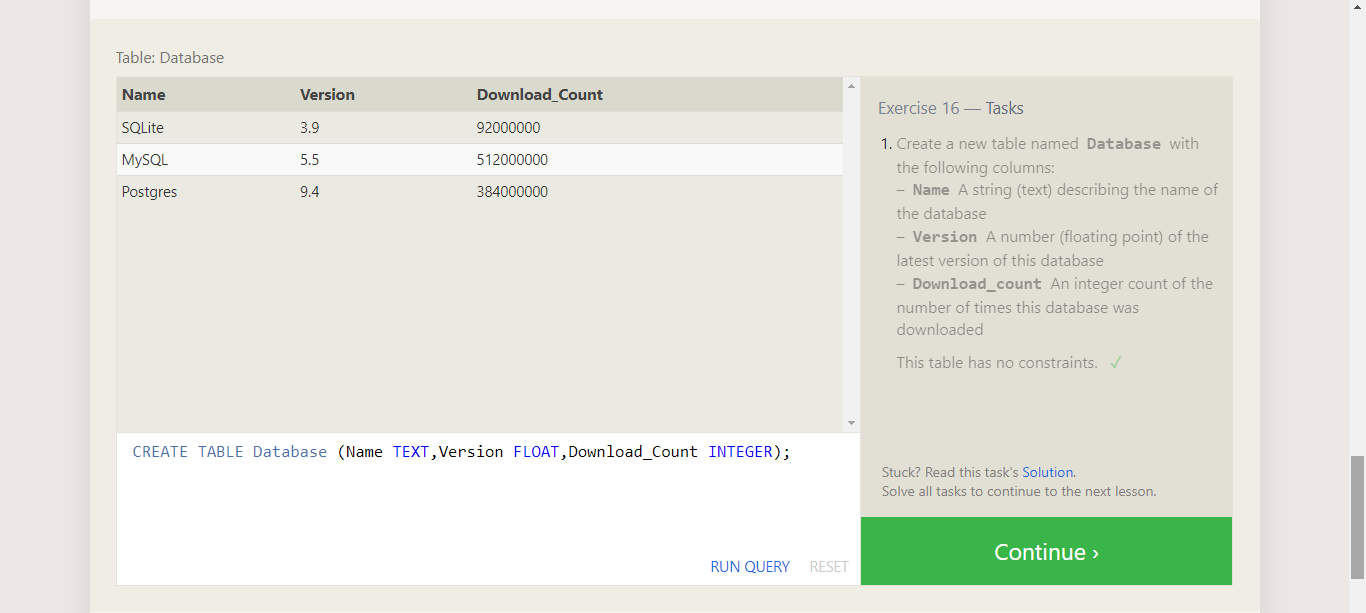 Table: Database
Name Version Download_Count
SQLite 3.9 92000000
MySQL 5.5 512000000
Postgres 9.4 384000000
CREATE TABLE Database (Name TEXT,Version FLOAT,Download_Count INTEGER);
RUN QUERY RESET
Exercise 16 — Tasks
1. Create a new table named Database with
the following columns:
– Name A string (text) describing the name of
the database
– Version A number (floating point) of the
latest version of this database
– Download_count An integer count of the
number of times this database was
downloaded
This table has no constraints. ✓
Stuck? Read this task's Solution.
Solve all tasks to continue to the next lesson.
Continue ›